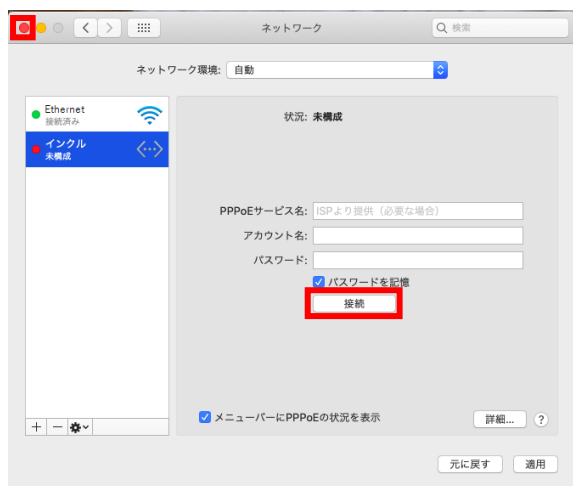 ネットワーク
検索
ネットワーク環境: 自動
Ethernet
接続済み
インクル
未構成
状況: 未構成
PPPoEサービス名: ISPより提供（必要な場合）
アカウント名:
パスワード:
パスワードを記憶
接続
メニューバーにPPPoEの状況を表示
詳細... ?
元に戻す 適用